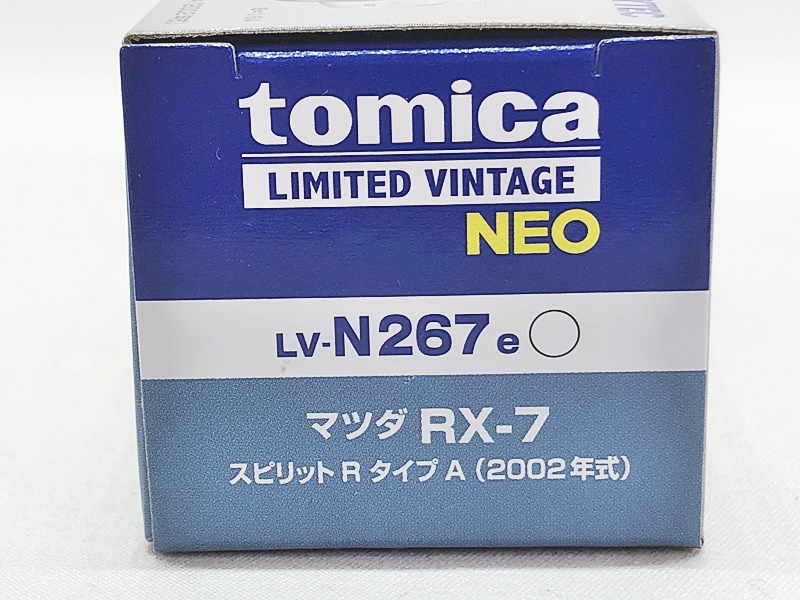 tomica
LIMITED VINTAGE
NEO
LV-N267e
マツダ RX-7
スピリット R タイプ A（2002年式）